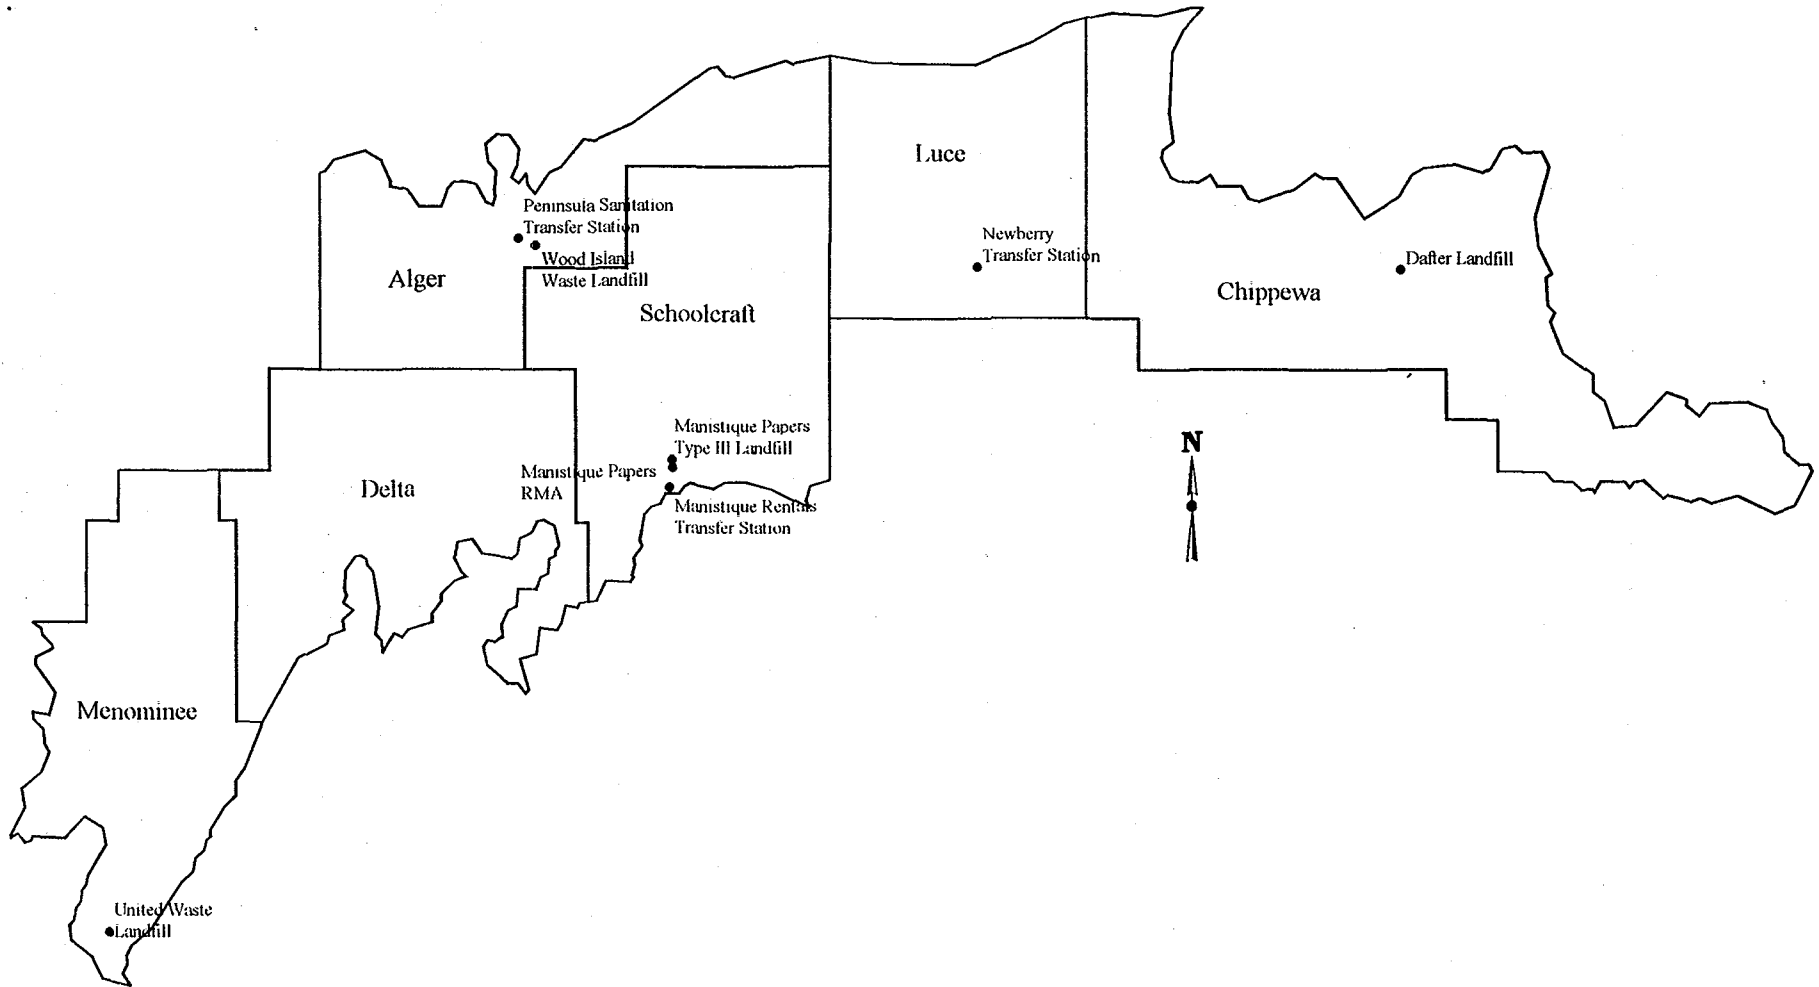 Luce
Peninsula Sanitation
Transfer Station
Newberry
Transfer Station
Wood Island
Waste Landfill
Dafter Landfill
Alger
Chippewa
Schoolcraft
Manistique Papers
Type III Landfill
N
Manistique Papers
RMA
Delta
Manistique Rentals
Transfer Station
Menominee
United Waste
Landfill